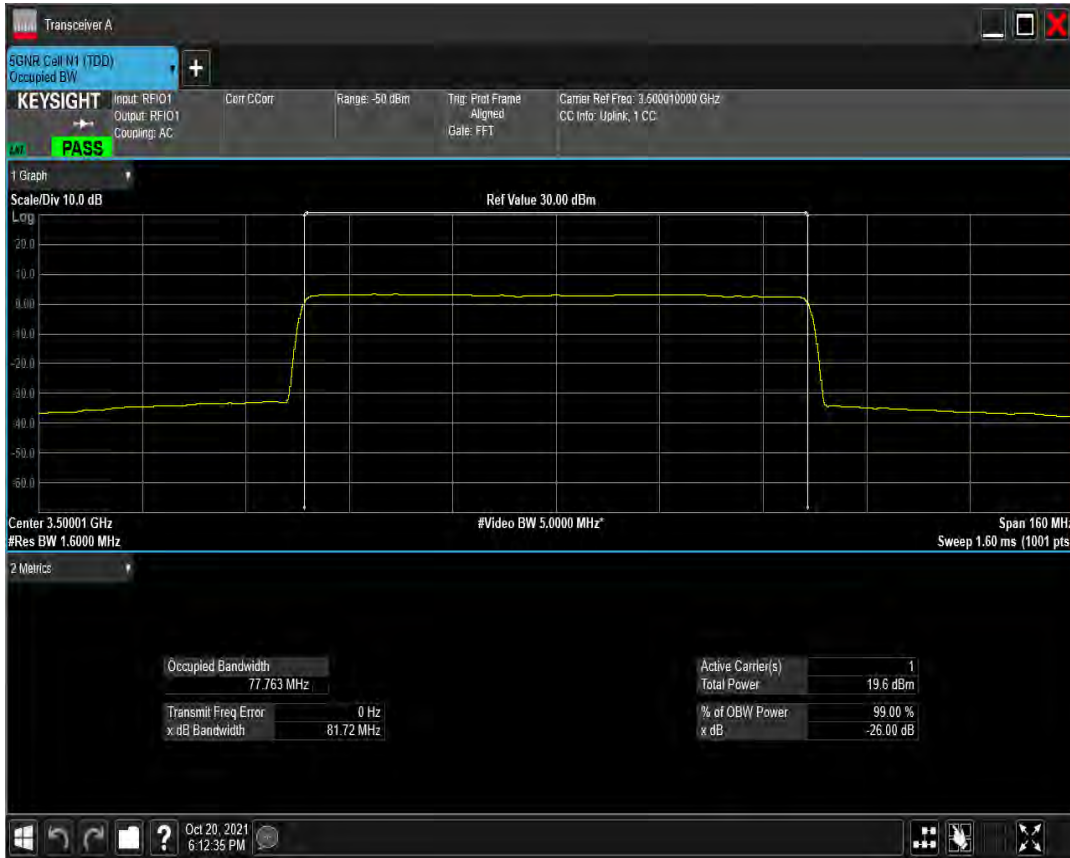 Transceiver A
5GNR Cell N1 (TDD)
Occupied BW
+
KEYSIGHT
Input: RFIO1
Output: RFIO1
Coupling: AC
Corr CCorr
Range: -50 dBm
Trig: Prot Frame
Aligned
Gate: FFT
Carrier Ref Freq: 3.500010000 GHz
CC Info: Uplink, 1 CC
PASS
1 Graph
Scale/Div 10.0 dB
Ref Value 30.00 dBm
Log
20.0
10.0
0.00
-10.0
-20.0
-30.0
-40.0
-50.0
-60.0
Center 3.50001 GHz
#Video BW 5.0000 MHz*
Span 160 MHz
#Res BW 1.6000 MHz
Sweep 1.60 ms (1001 pts
2 Metrics
Occupied Bandwidth
77.763 MHz
Transmit Freq Error 0 Hz
x dB Bandwidth 81.72 MHz
Active Carrier(s) 1
Total Power 19.6 dBm
% of OBW Power 99.00 %
x dB -26.00 dB
?
Oct 20, 2021
6:12:35 PM